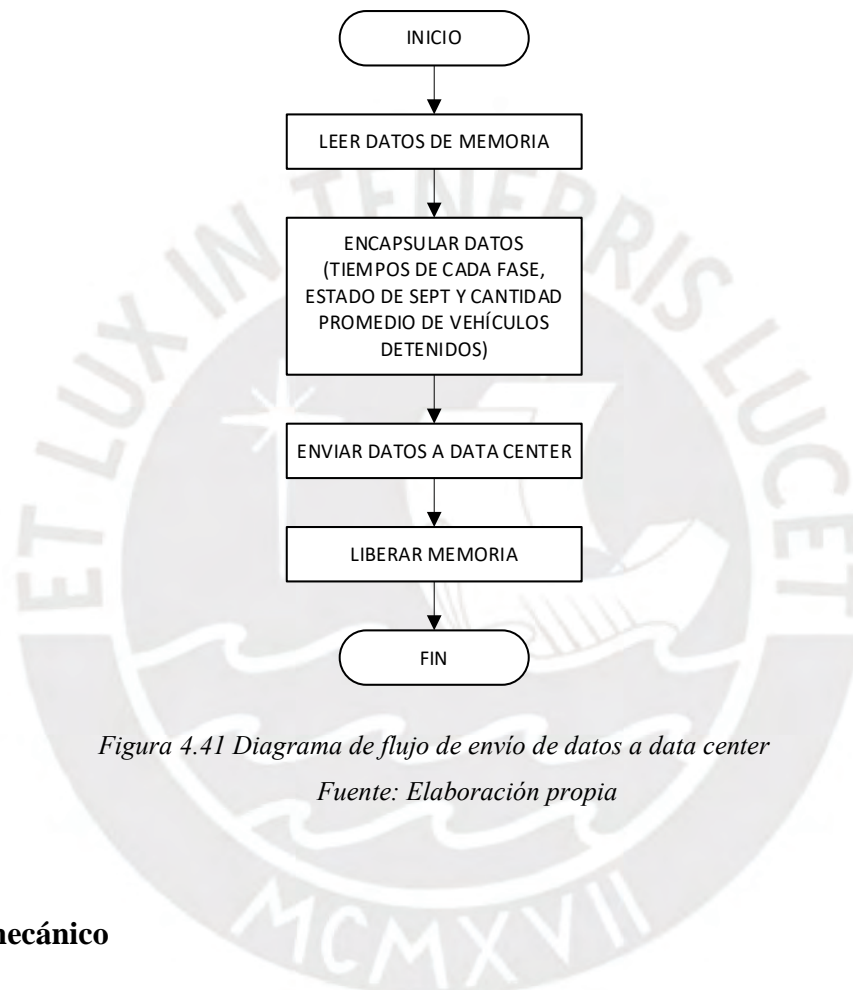 INICIO
LEER DATOS DE MEMORIA
ENCAPSULAR DATOS
(TIEMPOS DE CADA FASE,
ESTADO DE SEPT Y CANTIDAD
PROMEDIO DE VEHÍCULOS
DETENIDOS)
ENVIAR DATOS A DATA CENTER
LIBERAR MEMORIA
FIN
ET LUX IN TENEBRIS LUCET
MCMXVII
Figura 4.41 Diagrama de flujo de envío de datos a data center
Fuente: Elaboración propia